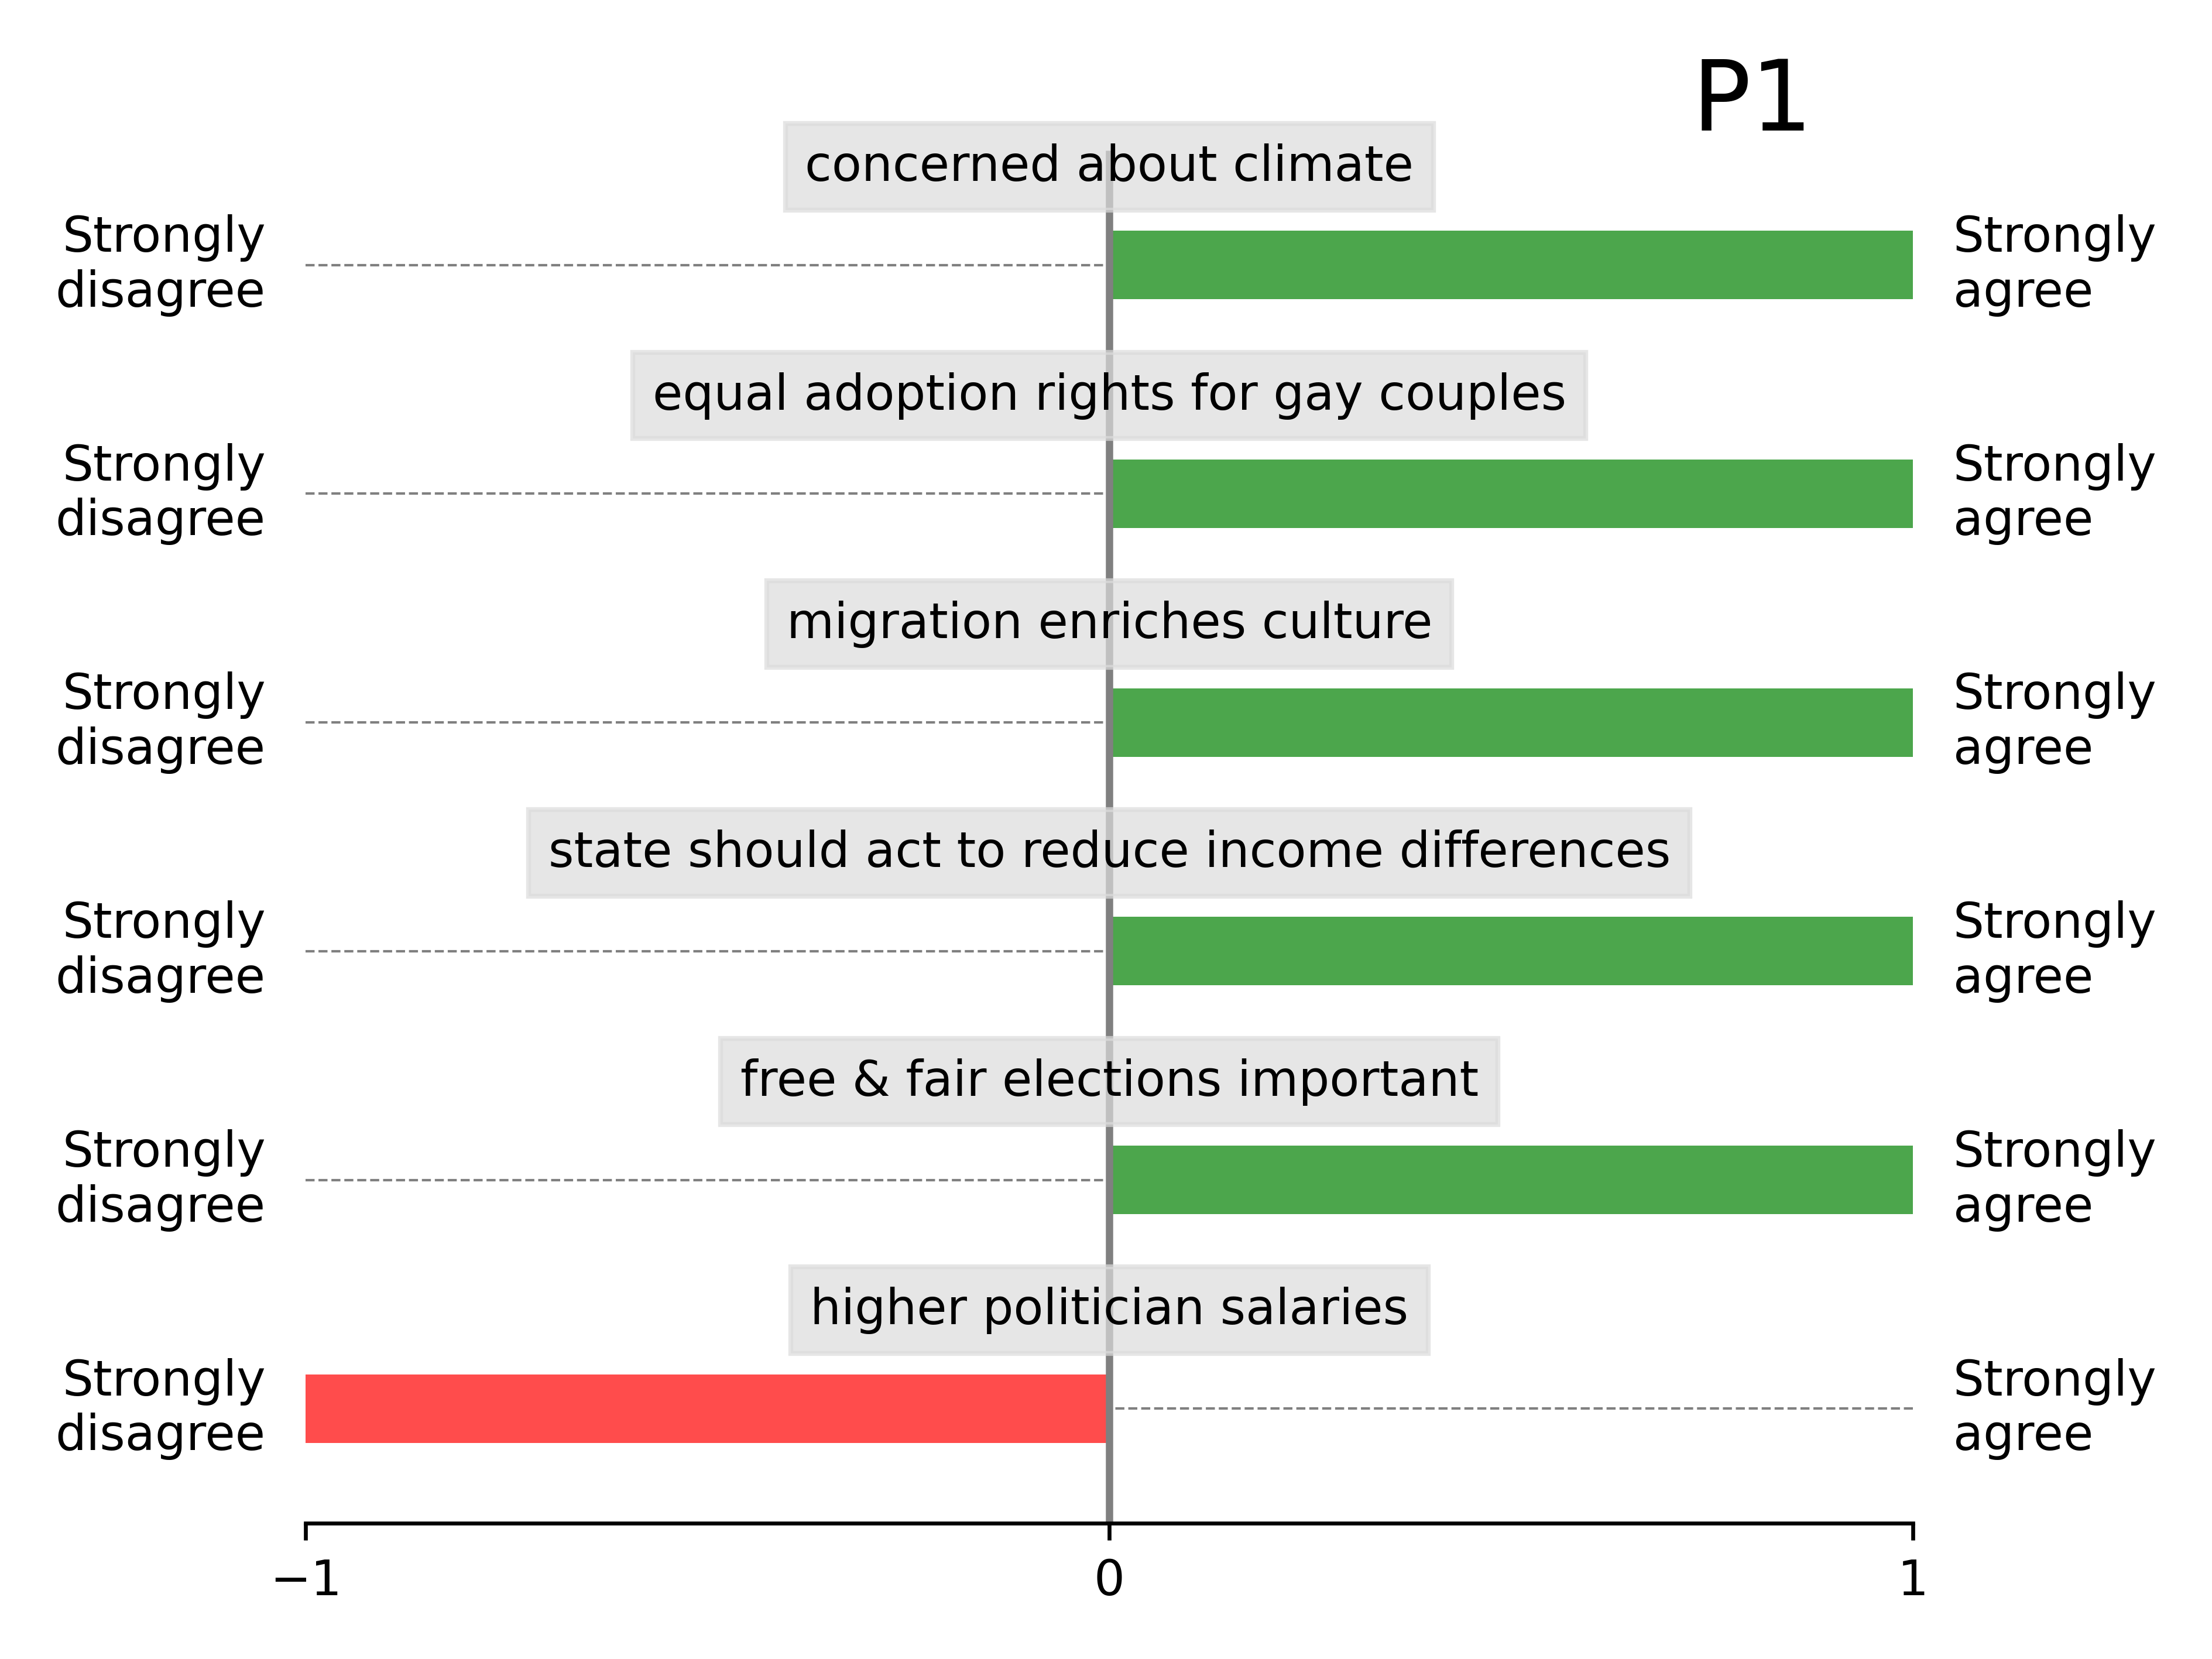 P1
concerned about climate
Strongly
disagree
Strongly
agree
equal adoption rights for gay couples
Strongly
disagree
Strongly
agree
migration enriches culture
Strongly
disagree
Strongly
agree
state should act to reduce income differences
Strongly
disagree
Strongly
agree
free & fair elections important
Strongly
disagree
Strongly
agree
higher politician salaries
Strongly
disagree
Strongly
agree
−1 0 1